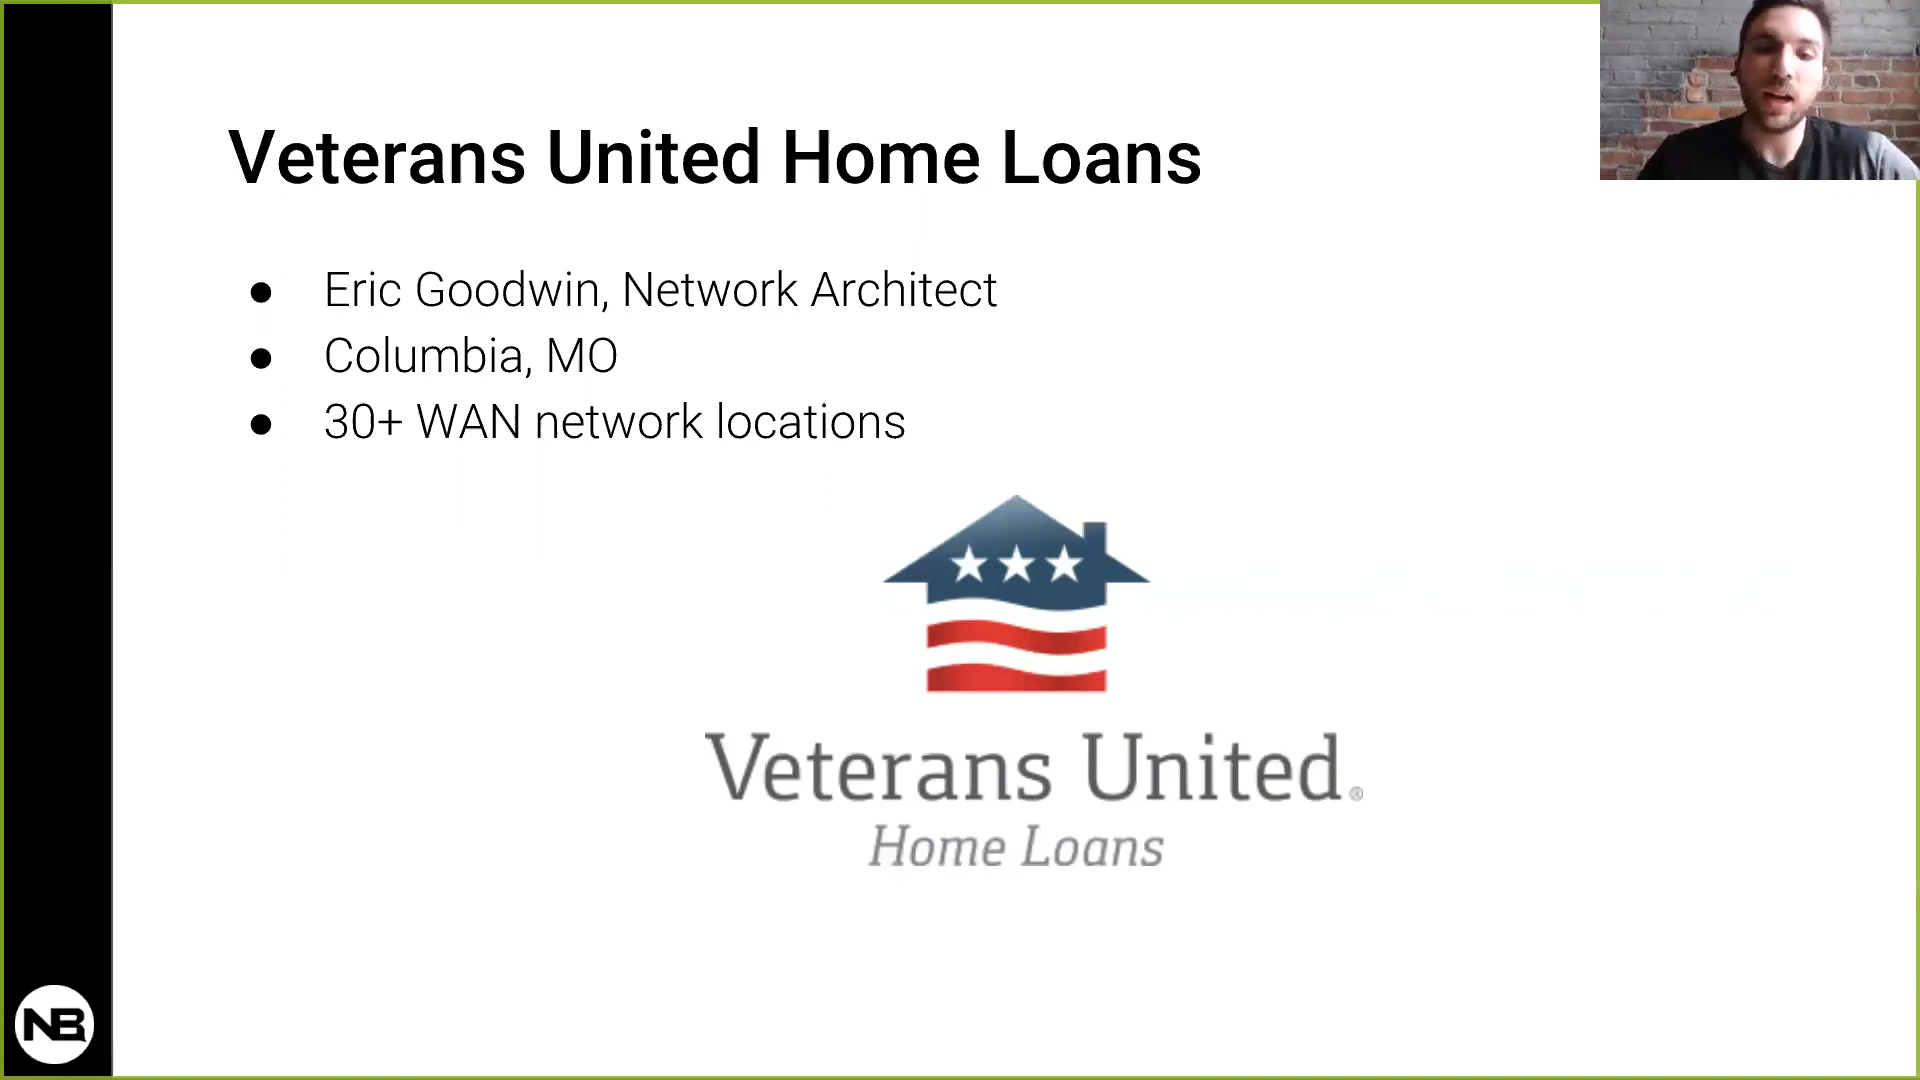 Veterans United Home Loans
● Eric Goodwin, Network Architect
● Columbia, MO
● 30+ WAN network locations
Veterans United®
Home Loans
NB